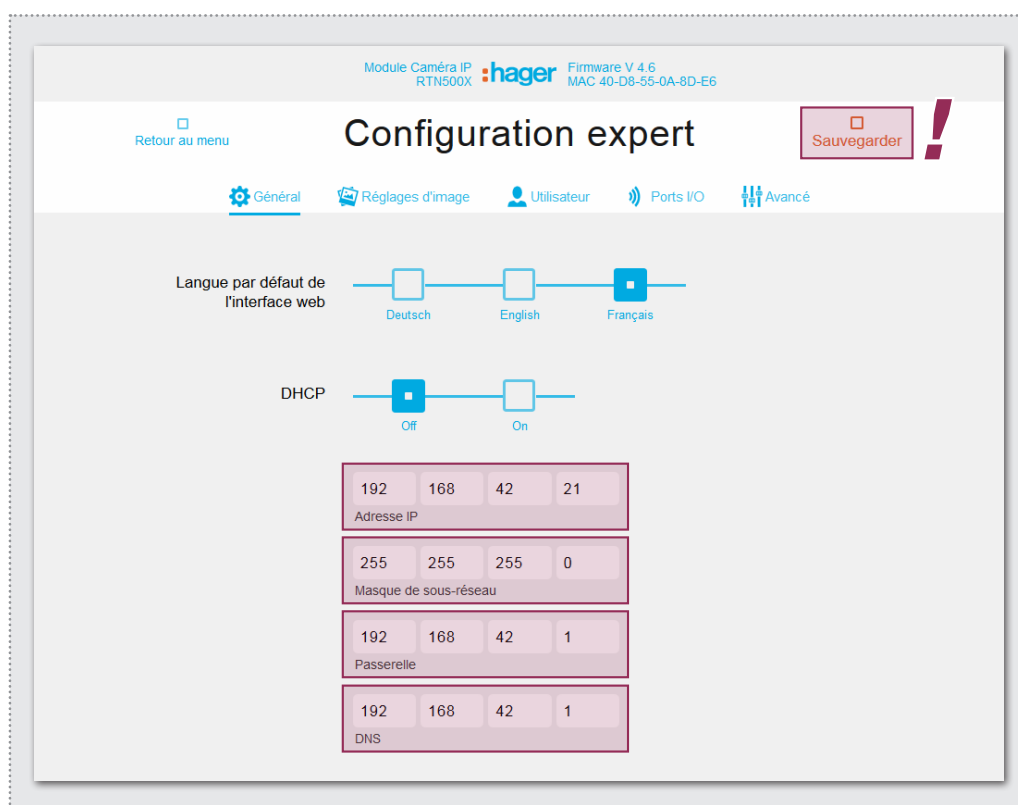 Module Caméra IP
RTN500X
:hager
Firmware V 4.6
MAC 40-D8-55-0A-8D-E6
Retour au menu
Configuration expert
Sauvegarder
!
Général Réglages d'image Utilisateur Ports I/O Avancé
Langue par défaut de
l'interface web
Deutsch English Français
DHCP
Off On
192 168 42 21
Adresse IP
255 255 255 0
Masque de sous-réseau
192 168 42 1
Passerelle
192 168 42 1
DNS